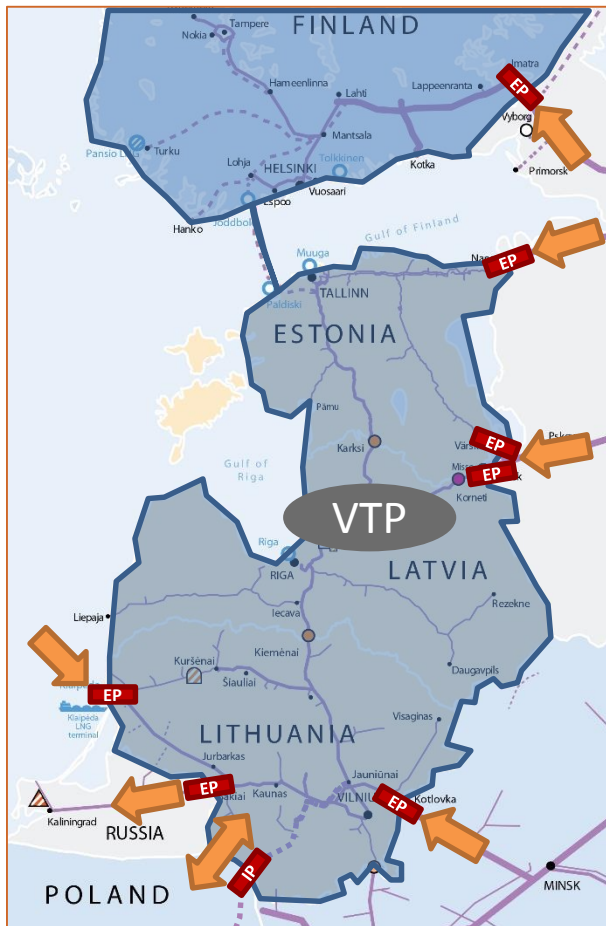 FINLAND
Tampere
Nokia
Imatra
EP
Hameenlinna
Lahti
Lappeenranta
Vyborg
Mantsala
Pansio
Turku
Lohja
HELSINKI
Tolkkinen
Kotka
Primorsk
Espoo
Vuosaari
Joddbol
Hanko
Gulf of Finland
Muuga
EP
TALLINN
Paldiski
ESTONIA
Pärnu
Karksi
EP
EP
Korneti
Gulf of
Riga
VTP
Riga
RIGA
LATVIA
Rezekne
Iecava
Liepaja
Kiemėnai
Kuršėnai
Šiauliai
Daugavpils
EP
Klaipėda
LNG
terminal
LITHUANIA
Visaginas
Jurbarkas
Jauniūnai
EP
Kaunas
EP
Kotlovka
Kaliningrad
RUSSIA
IP
POLAND
MINSK